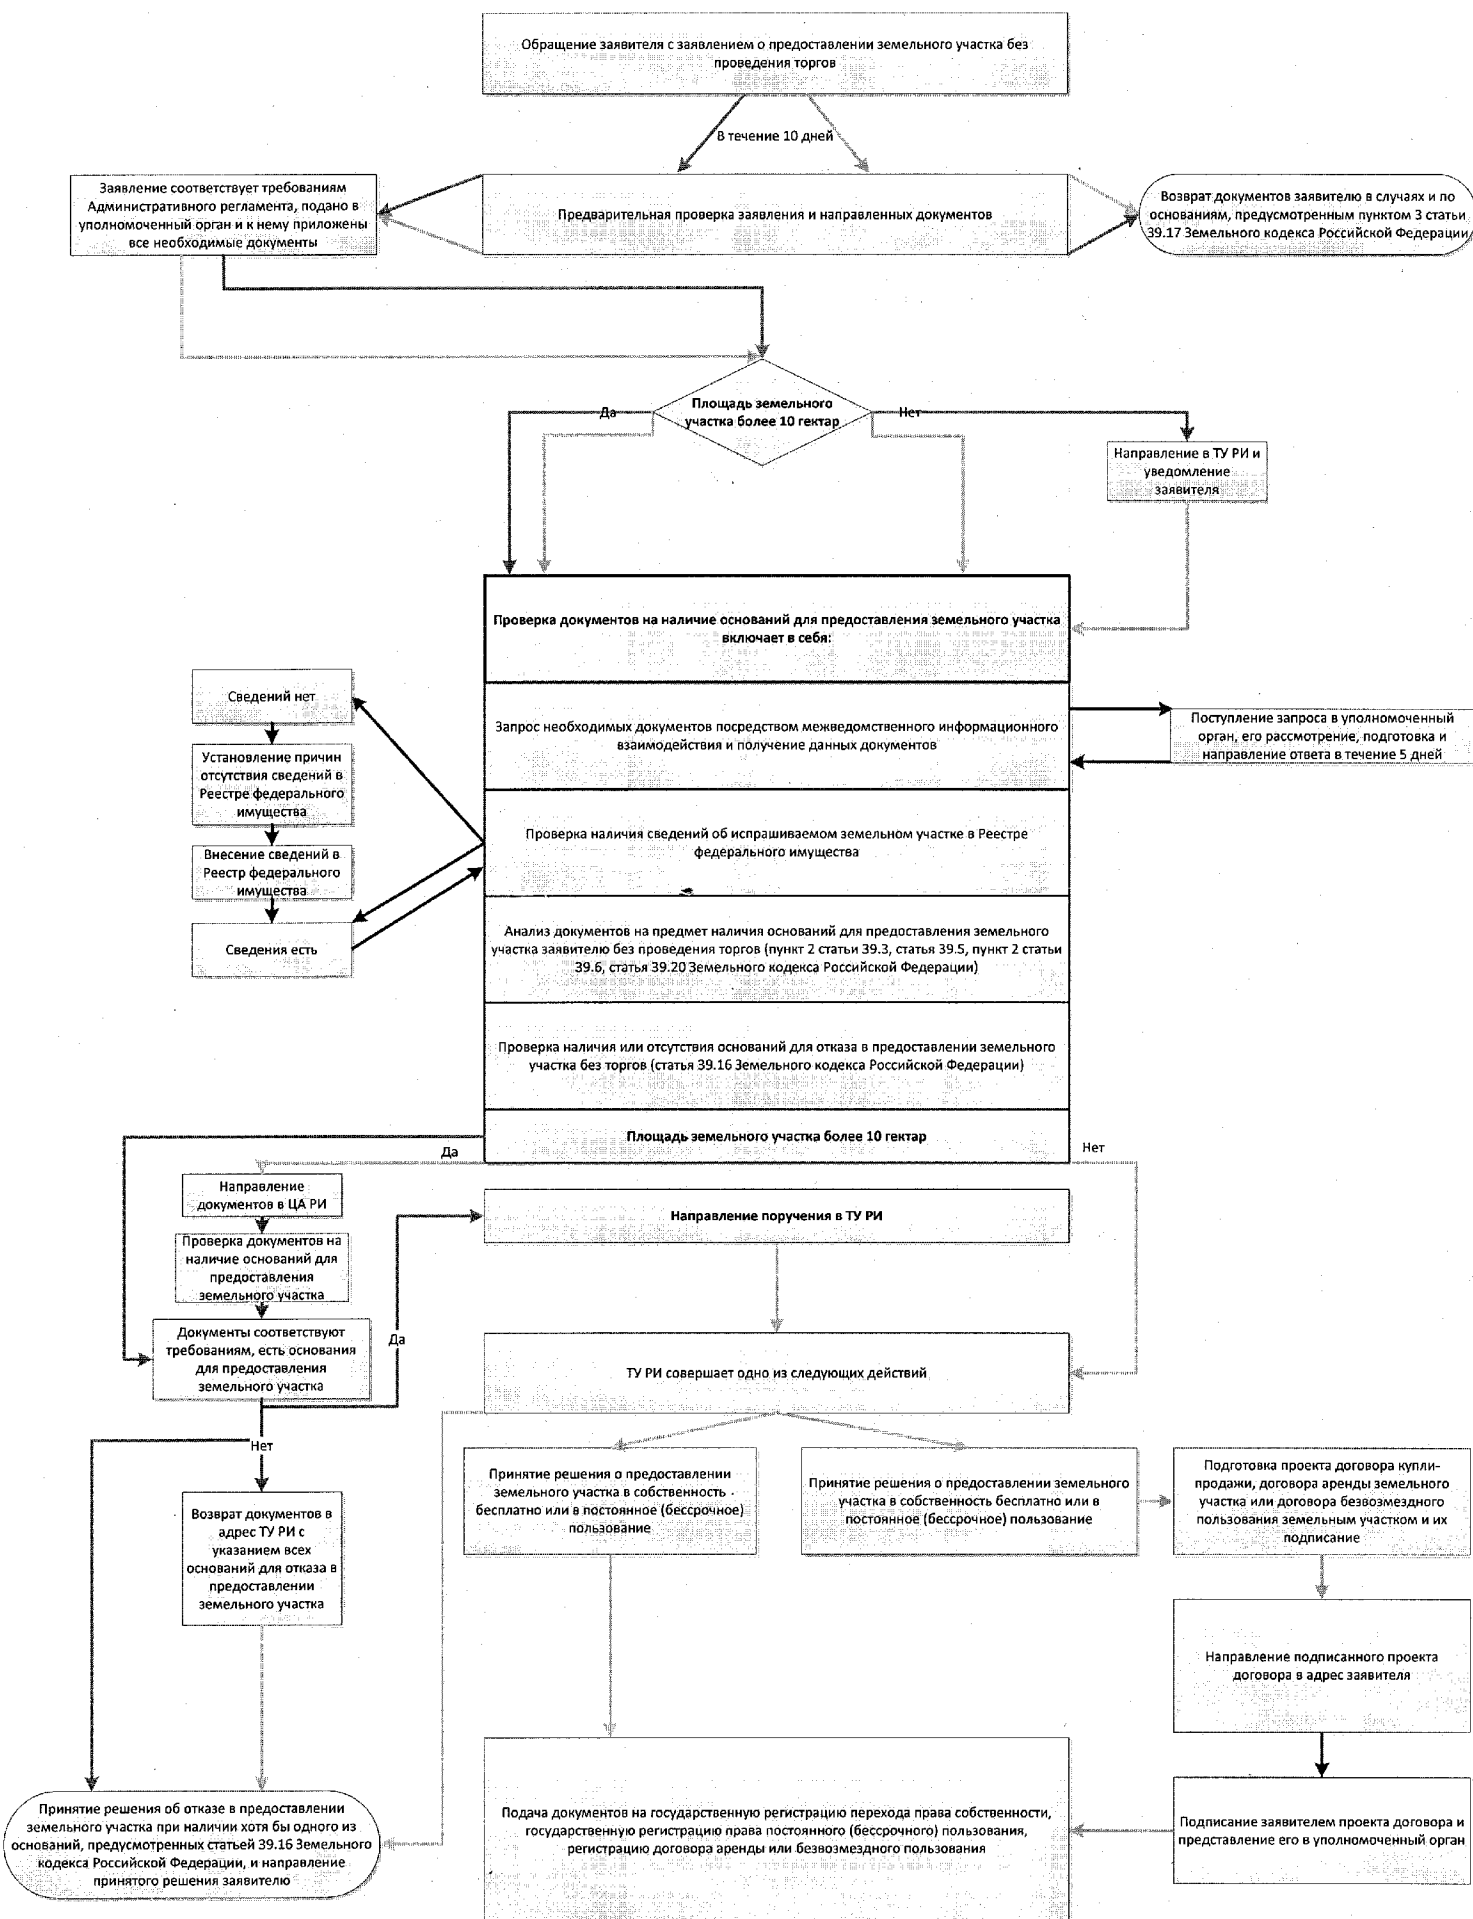 Обращение заявителя с заявлением о предоставлении земельного участка без
проведения торгов
В течение 10 дней
Заявление соответствует требованиям
Административного регламента, подано в
уполномоченный орган и к нему приложены
все необходимые документы
Предварительная проверка заявления и направленных документов
Возврат документов заявителю в случаях и по
основаниям, предусмотренным пунктом 3 статьи
39.17 Земельного кодекса Российской Федерации
Площадь земельного
участка более 10 гектар
Да
Нет
Направление в ТУ РИ и
уведомление
заявителя
Проверка документов на наличие оснований для предоставления земельного участка
включает в себя:
Сведений нет
Установление причин
отсутствия сведений в
Реестре федерального
имущества
Внесение сведений в
Реестр федерального
имущества
Сведения есть
Запрос необходимых документов посредством межведомственного информационного
взаимодействия и получение данных документов
Поступление запроса в уполномоченный
орган, его рассмотрение, подготовка и
направление ответа в течение 5 дней
Проверка наличия сведений об испрашиваемом земельном участке в Реестре
федерального имущества
Анализ документов на предмет наличия оснований для предоставления земельного
участка заявителю без проведения торгов (пункт 2 статьи 39.3, статья 39.5, пункт 2 статьи
39.6, статья 39.20 Земельного кодекса Российской Федерации)
Проверка наличия или отсутствия оснований для отказа в предоставлении земельного
участка без торгов (статья 39.16 Земельного кодекса Российской Федерации)
Площадь земельного участка более 10 гектар
Да
Нет
Направление
документов в ЦА РИ
Проверка документов на
наличие оснований для
предоставления
земельного участка
Документы соответствуют
требованиям, есть основания
для предоставления
земельного участка
Да
Направление поручения в ТУ РИ
ТУ РИ совершает одно из следующих действий
Нет
Возврат документов в
адрес ТУ РИ с
указанием всех
оснований для отказа в
предоставлении
земельного участка
Принятие решения о предоставлении
земельного участка в собственность
бесплатно или в постоянное (бессрочное)
пользование
Принятие решения о предоставлении земельного
участка в собственность бесплатно или в
постоянное (бессрочное) пользование
Подготовка проекта договора купли-
продажи, договора аренды земельного
участка или договора безвозмездного
пользования земельным участком и их
подписание
Направление подписанного проекта
договора в адрес заявителя
Подписание заявителем проекта договора и
представление его в уполномоченный орган
Подача документов на государственную регистрацию перехода права собственности,
государственную регистрацию права постоянного (бессрочного) пользования,
регистрацию договора аренды или безвозмездного пользования
Принятие решения об отказе в предоставлении
земельного участка при наличии хотя бы одного из
оснований, предусмотренных статьей 39.16 Земельного
кодекса Российской Федерации, и направление
принятого решения заявителю